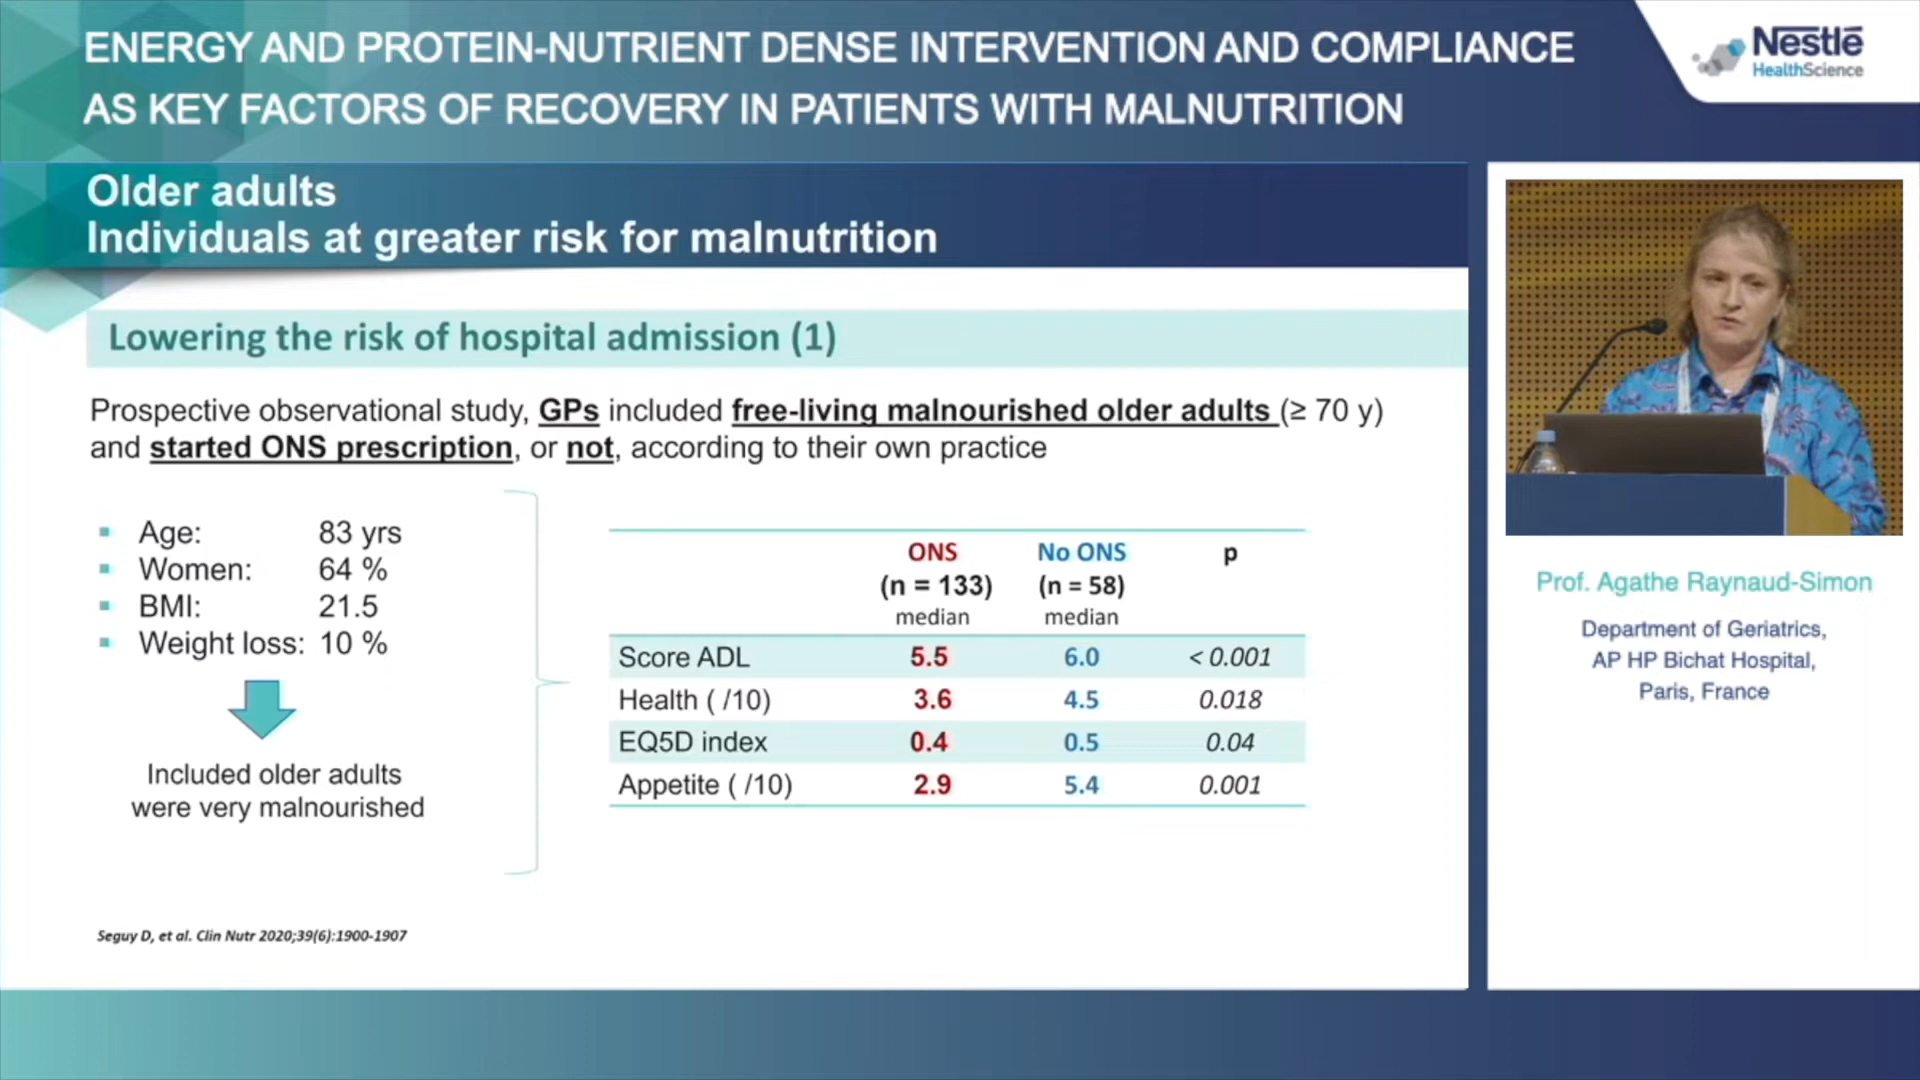 ENERGY AND PROTEIN-NUTRIENT DENSE INTERVENTION AND COMPLIANCE
AS KEY FACTORS OF RECOVERY IN PATIENTS WITH MALNUTRITION
Nestlé
HealthScience
Older adults
Individuals at greater risk for malnutrition
Lowering the risk of hospital admission (1)
Prospective observational study, GPs included free-living malnourished older adults (≥ 70 y)
and started ONS prescription, or not, according to their own practice
Age: 83 yrs
Women: 64 %
BMI: 21.5
Weight loss: 10 %
Included older adults
were very malnourished
ONS No ONS p
(n = 133) (n = 58)
median median
Score ADL 5.5 6.0 < 0.001
Health ( /10) 3.6 4.5 0.018
EQ5D index 0.4 0.5 0.04
Appetite ( /10) 2.9 5.4 0.001
Seguy D, et al. Clin Nutr 2020;39(6):1900-1907
Prof. Agathe Raynaud-Simon
Department of Geriatrics,
AP HP Bichat Hospital,
Paris, France